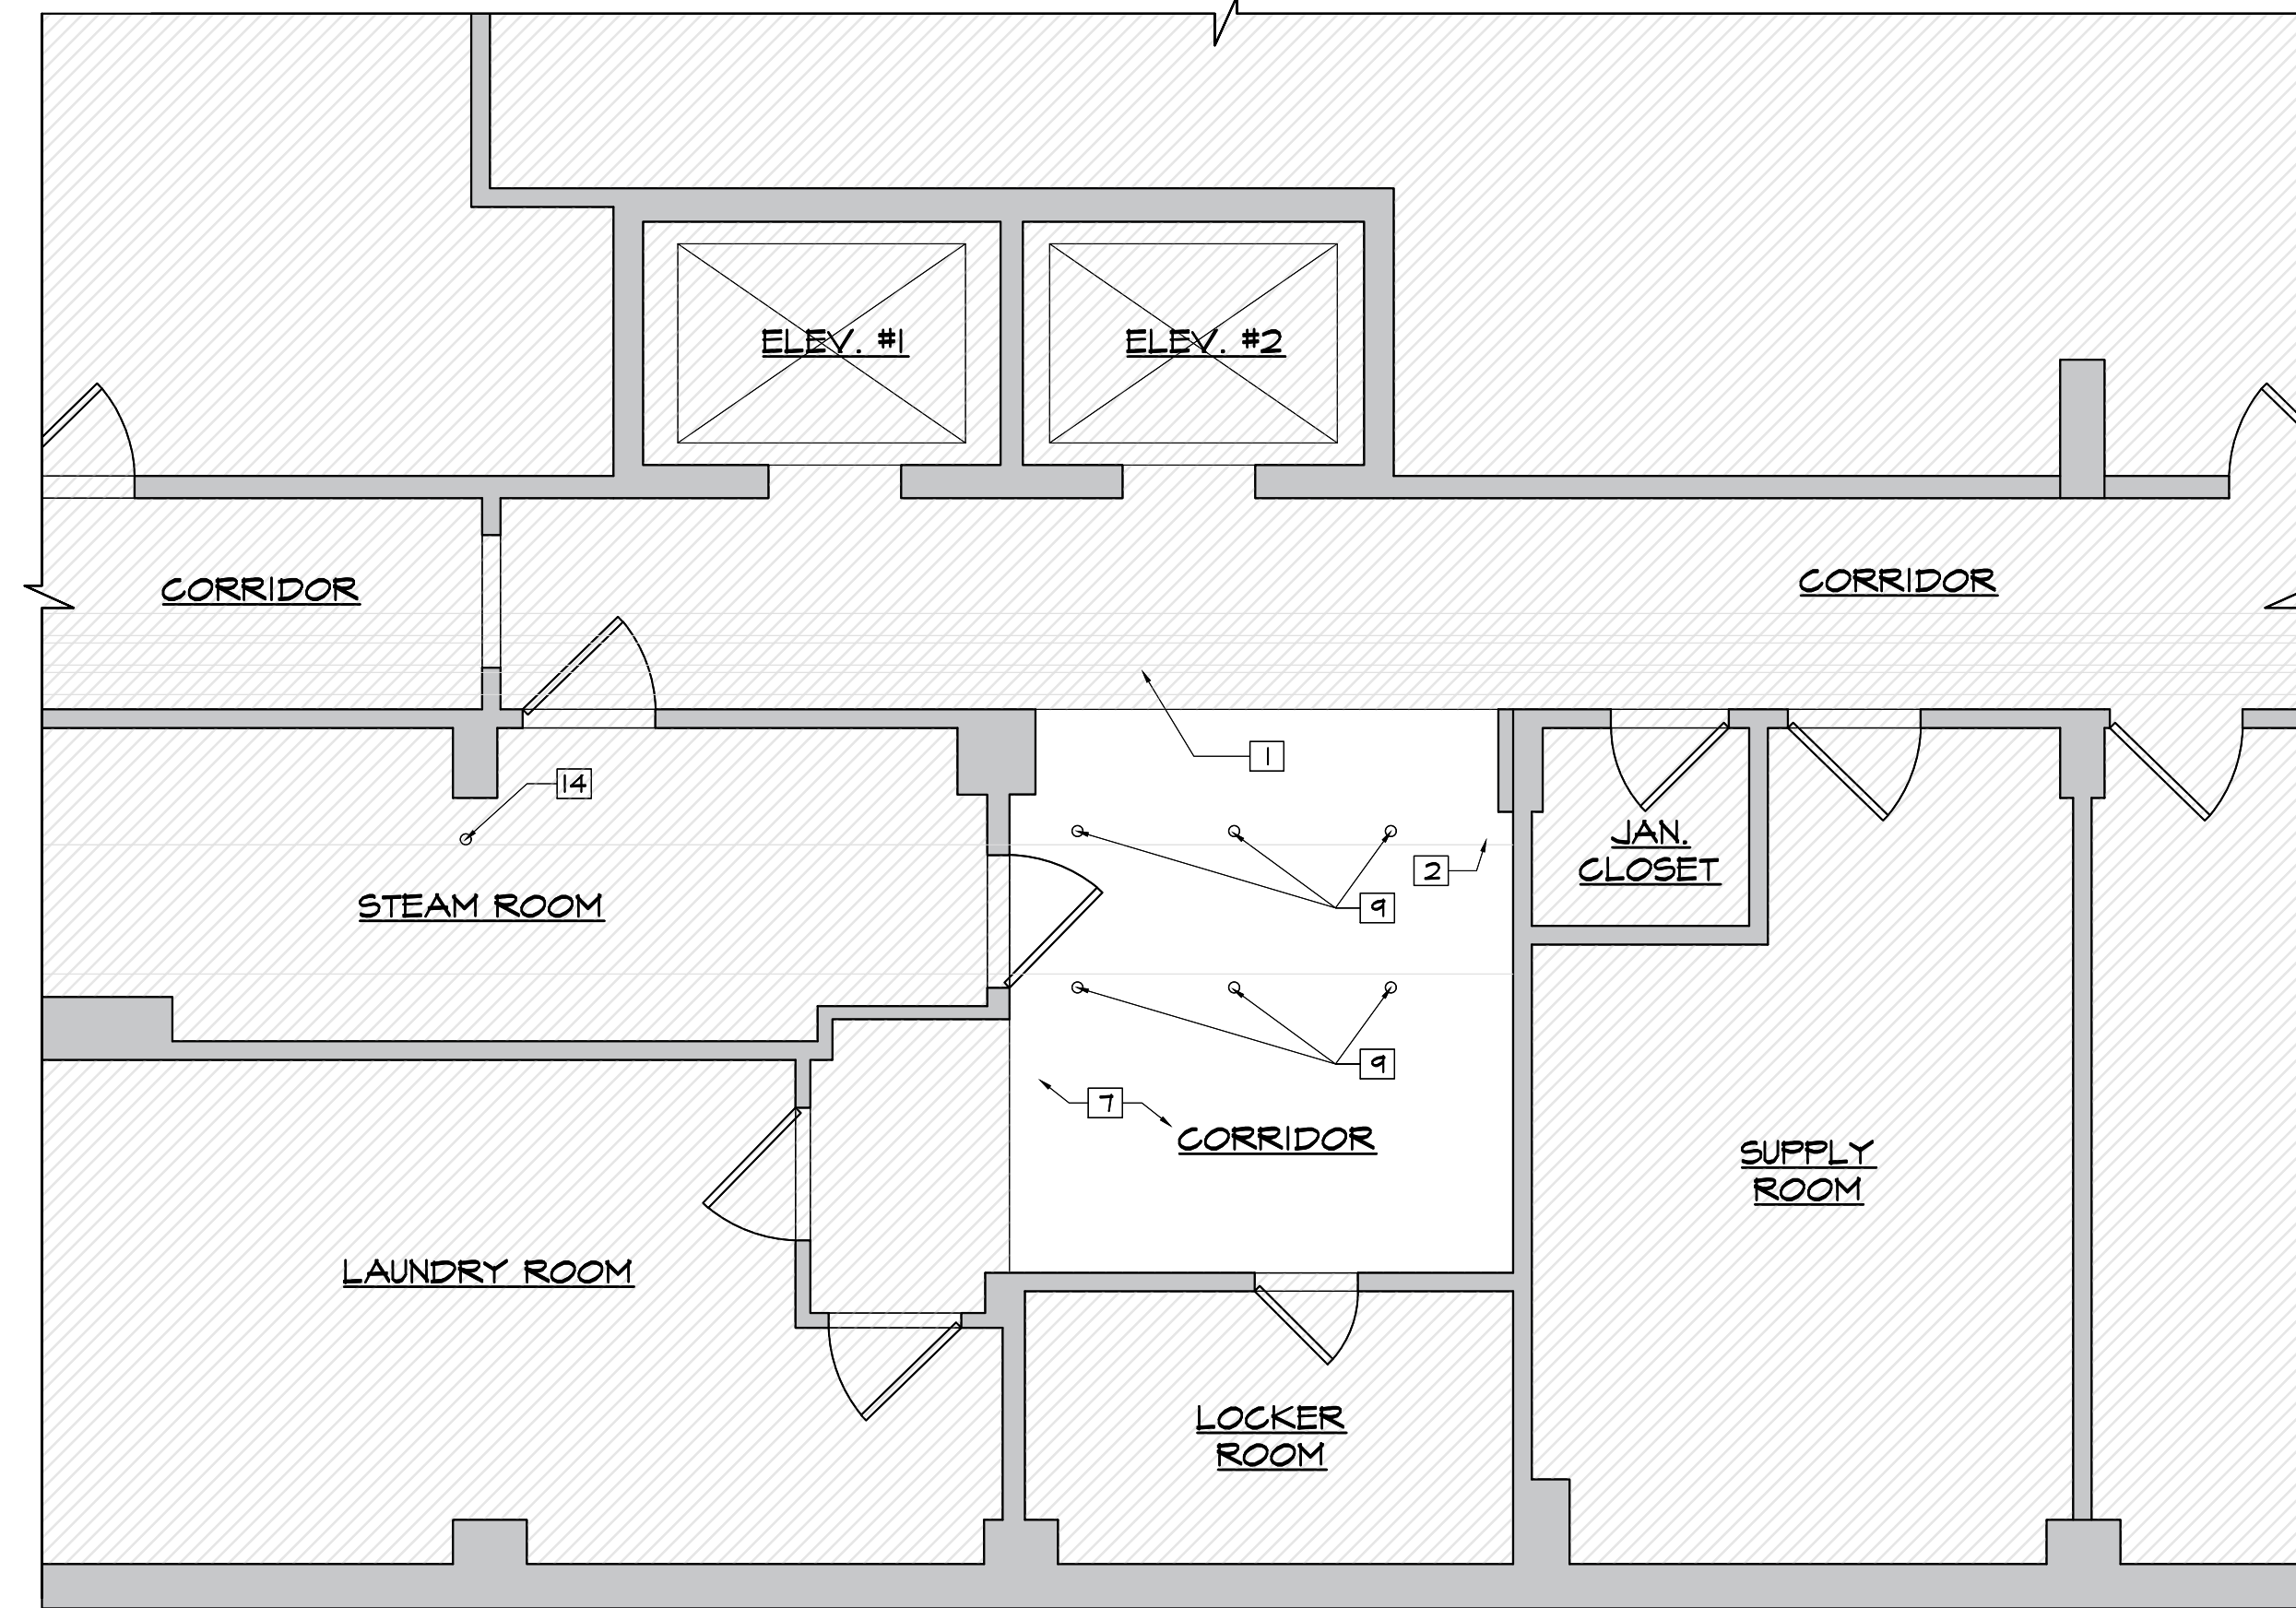 ELEV. #1
ELEV. #2
CORRIDOR
CORRIDOR
1
14
JAN.
CLOSET
2
STEAM ROOM
9
9
7
CORRIDOR
SUPPLY
ROOM
LAUNDRY ROOM
LOCKER
ROOM